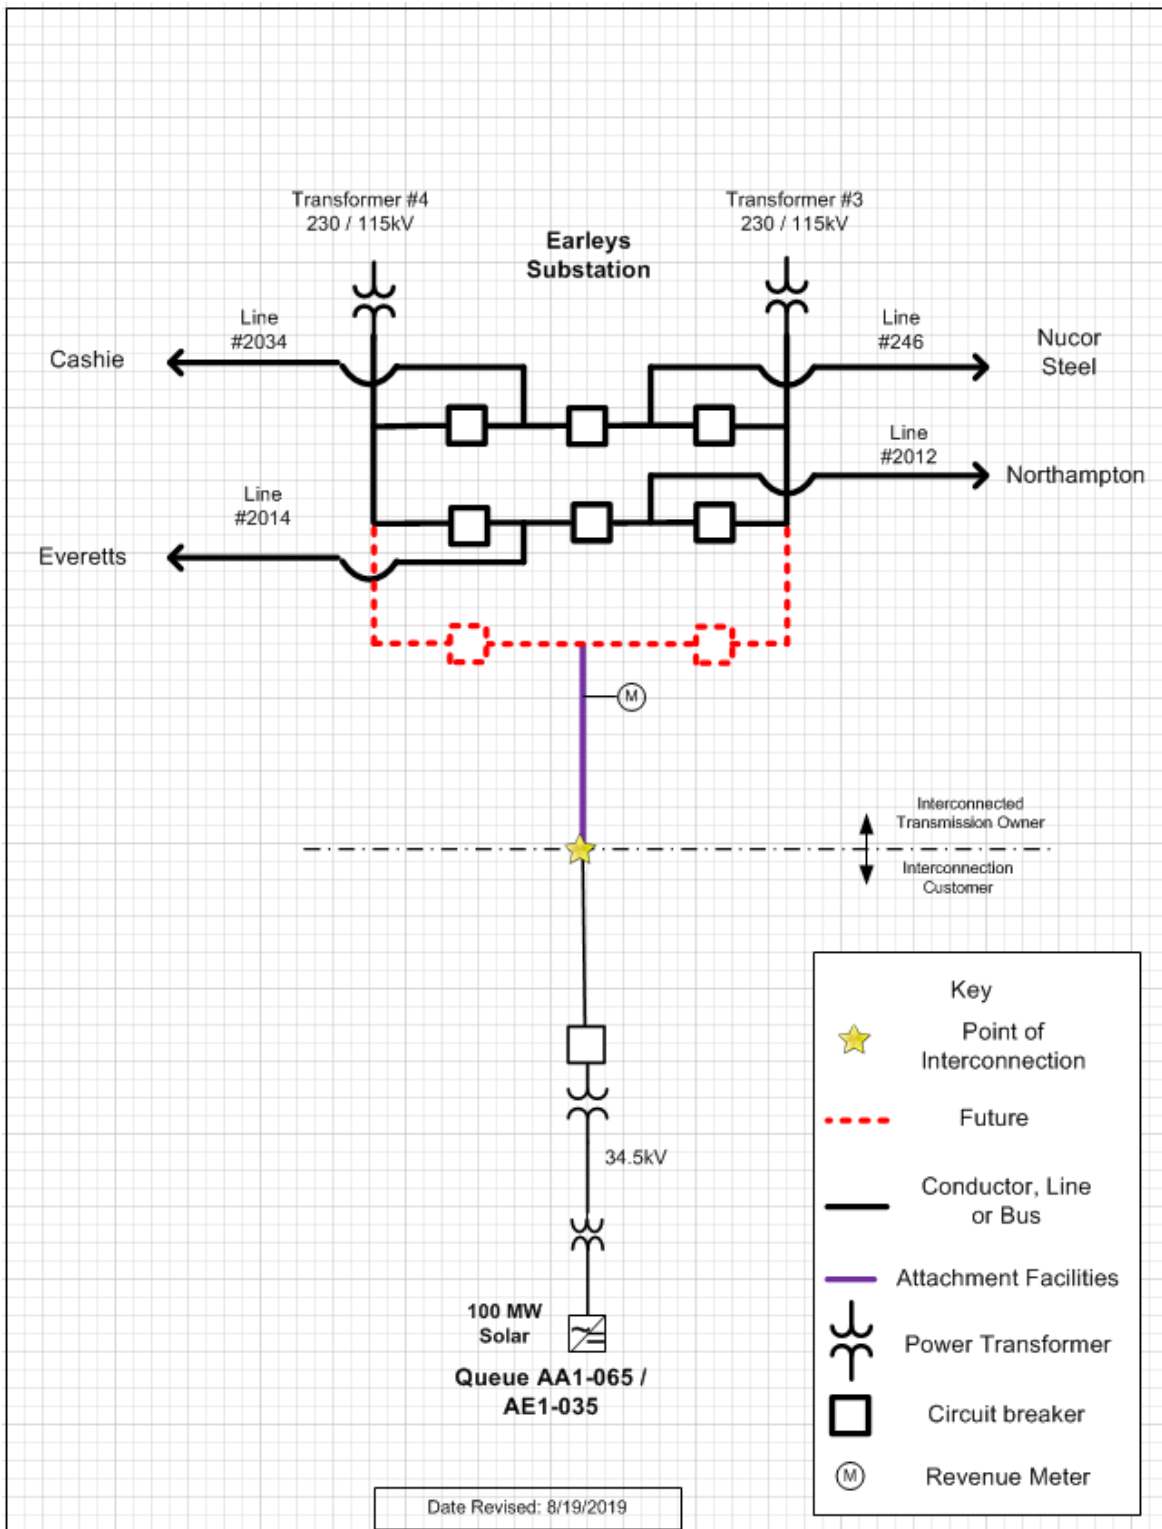 Transformer #4
230 / 115kV
Transformer #3
230 / 115kV
Earleys
Substation
Line
#2034
Cashie
Line
#246
Nucor
Steel
Line
#2012
Northampton
Line
#2014
Everetts
M
Interconnected
Transmission Owner
Interconnection
Customer
34.5kV
100 MW
Solar
Queue AA1-065 /
AE1-035
Key
Point of
Interconnection
Future
Conductor, Line
or Bus
Attachment Facilities
Power Transformer
Circuit breaker
M
Revenue Meter
Date Revised: 8/19/2019